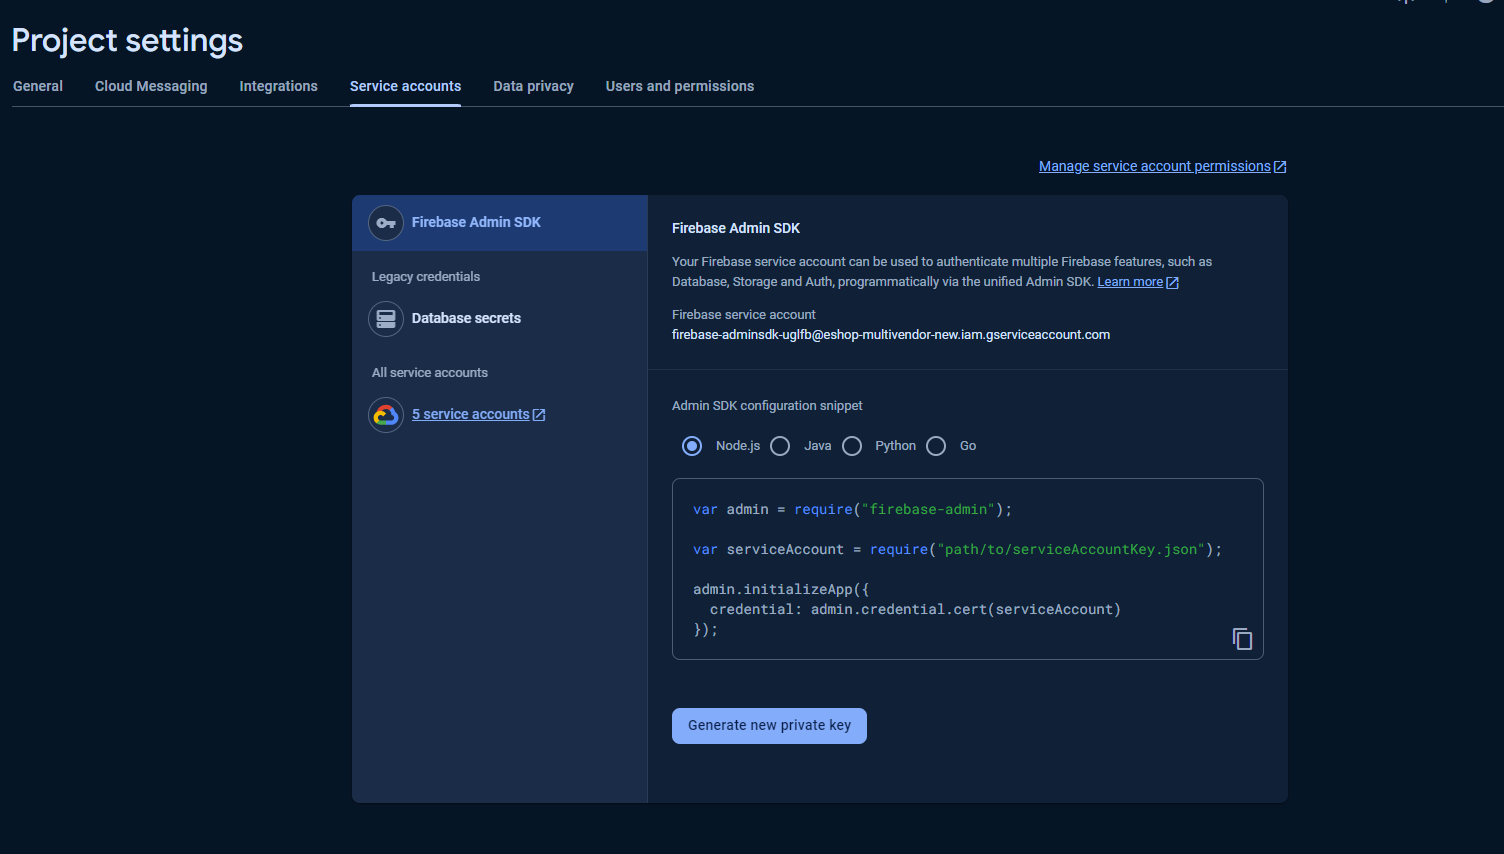 Project settings
General Cloud Messaging Integrations Service accounts Data privacy Users and permissions
Manage service account permissions
Firebase Admin SDK
Legacy credentials
Database secrets
All service accounts
5 service accounts
Firebase Admin SDK
Your Firebase service account can be used to authenticate multiple Firebase features, such as
Database, Storage and Auth, programmatically via the unified Admin SDK. Learn more
Firebase service account
firebase-adminsdk-uglfb@eshop-multivendor-new.iam.gserviceaccount.com
Admin SDK configuration snippet
Node.js Java Python Go
var admin = require("firebase-admin");
var serviceAccount = require("path/to/serviceAccountKey.json");
admin.initializeApp({
  credential: admin.credential.cert(serviceAccount)
});
Generate new private key